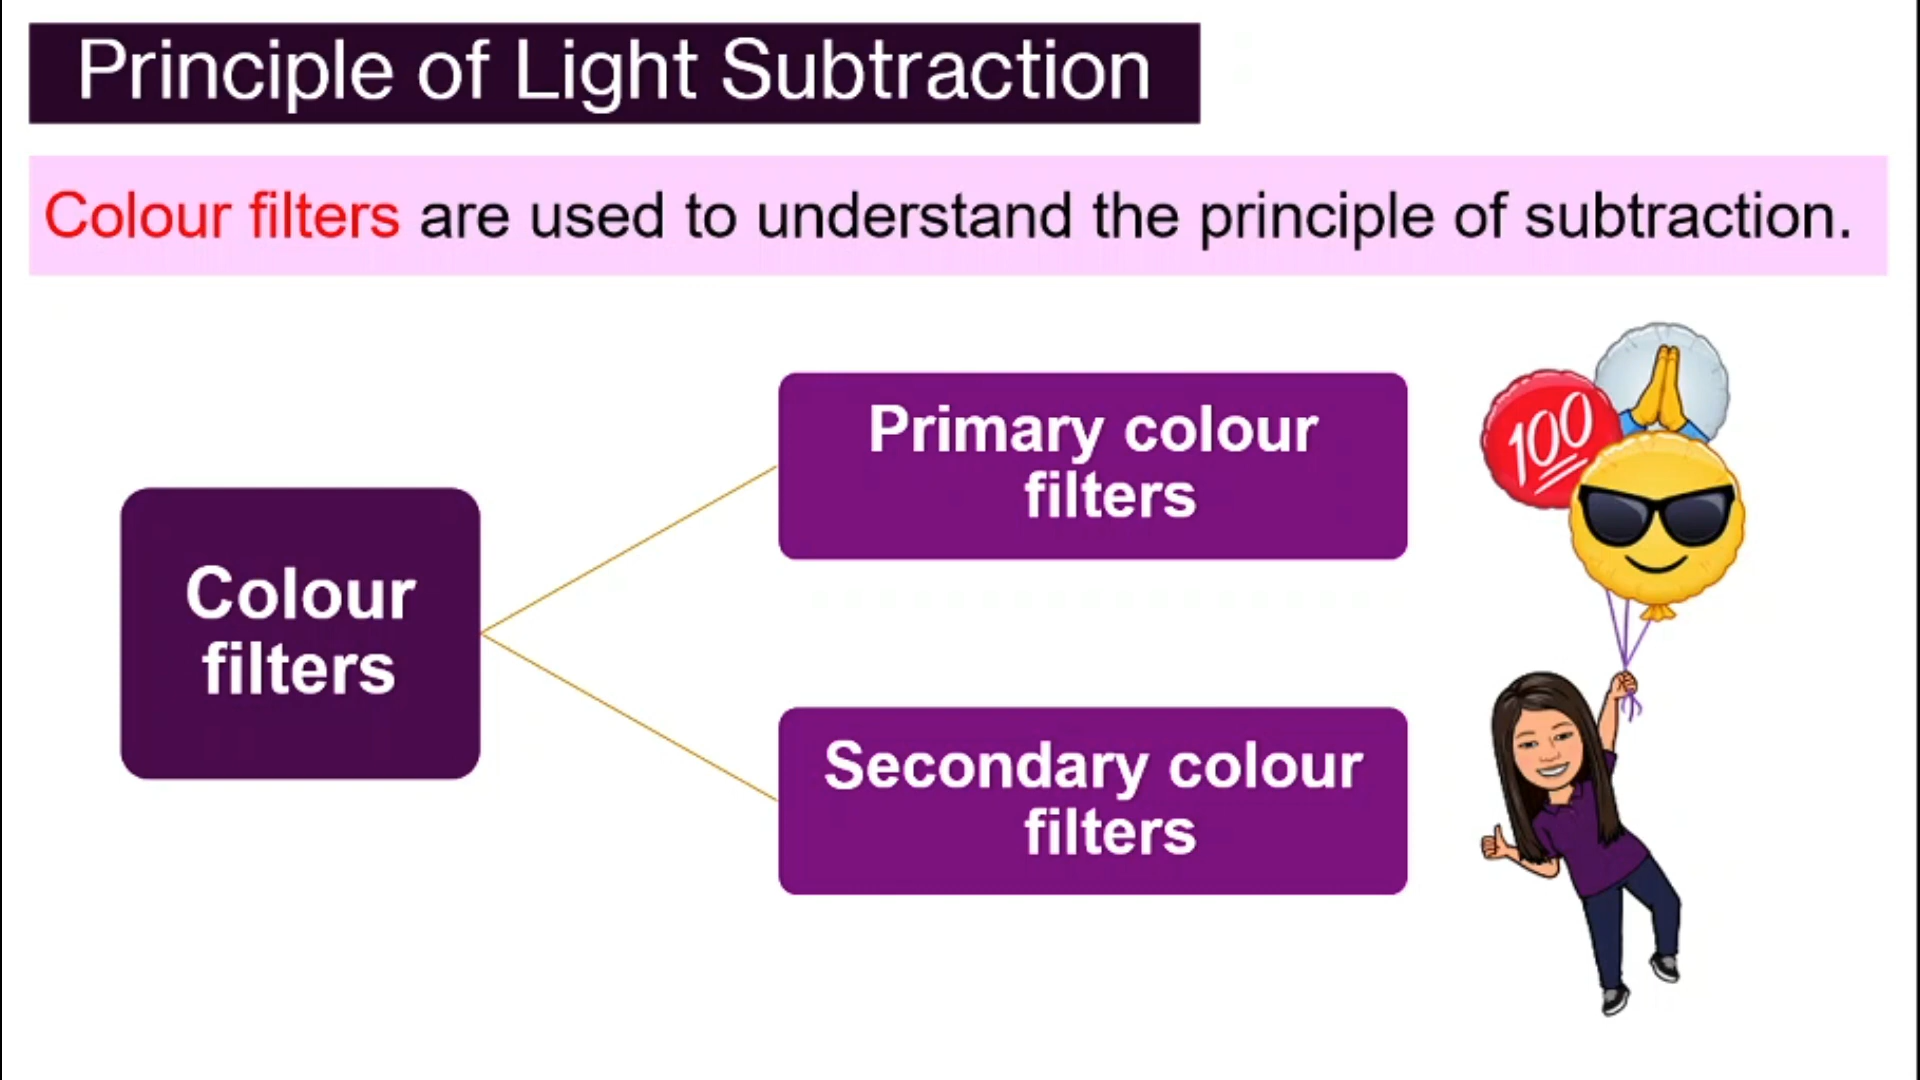 Principle of Light Subtraction
Colour filters are used to understand the principle of subtraction.
Colour
filters
Primary colour
filters
Secondary colour
filters
100